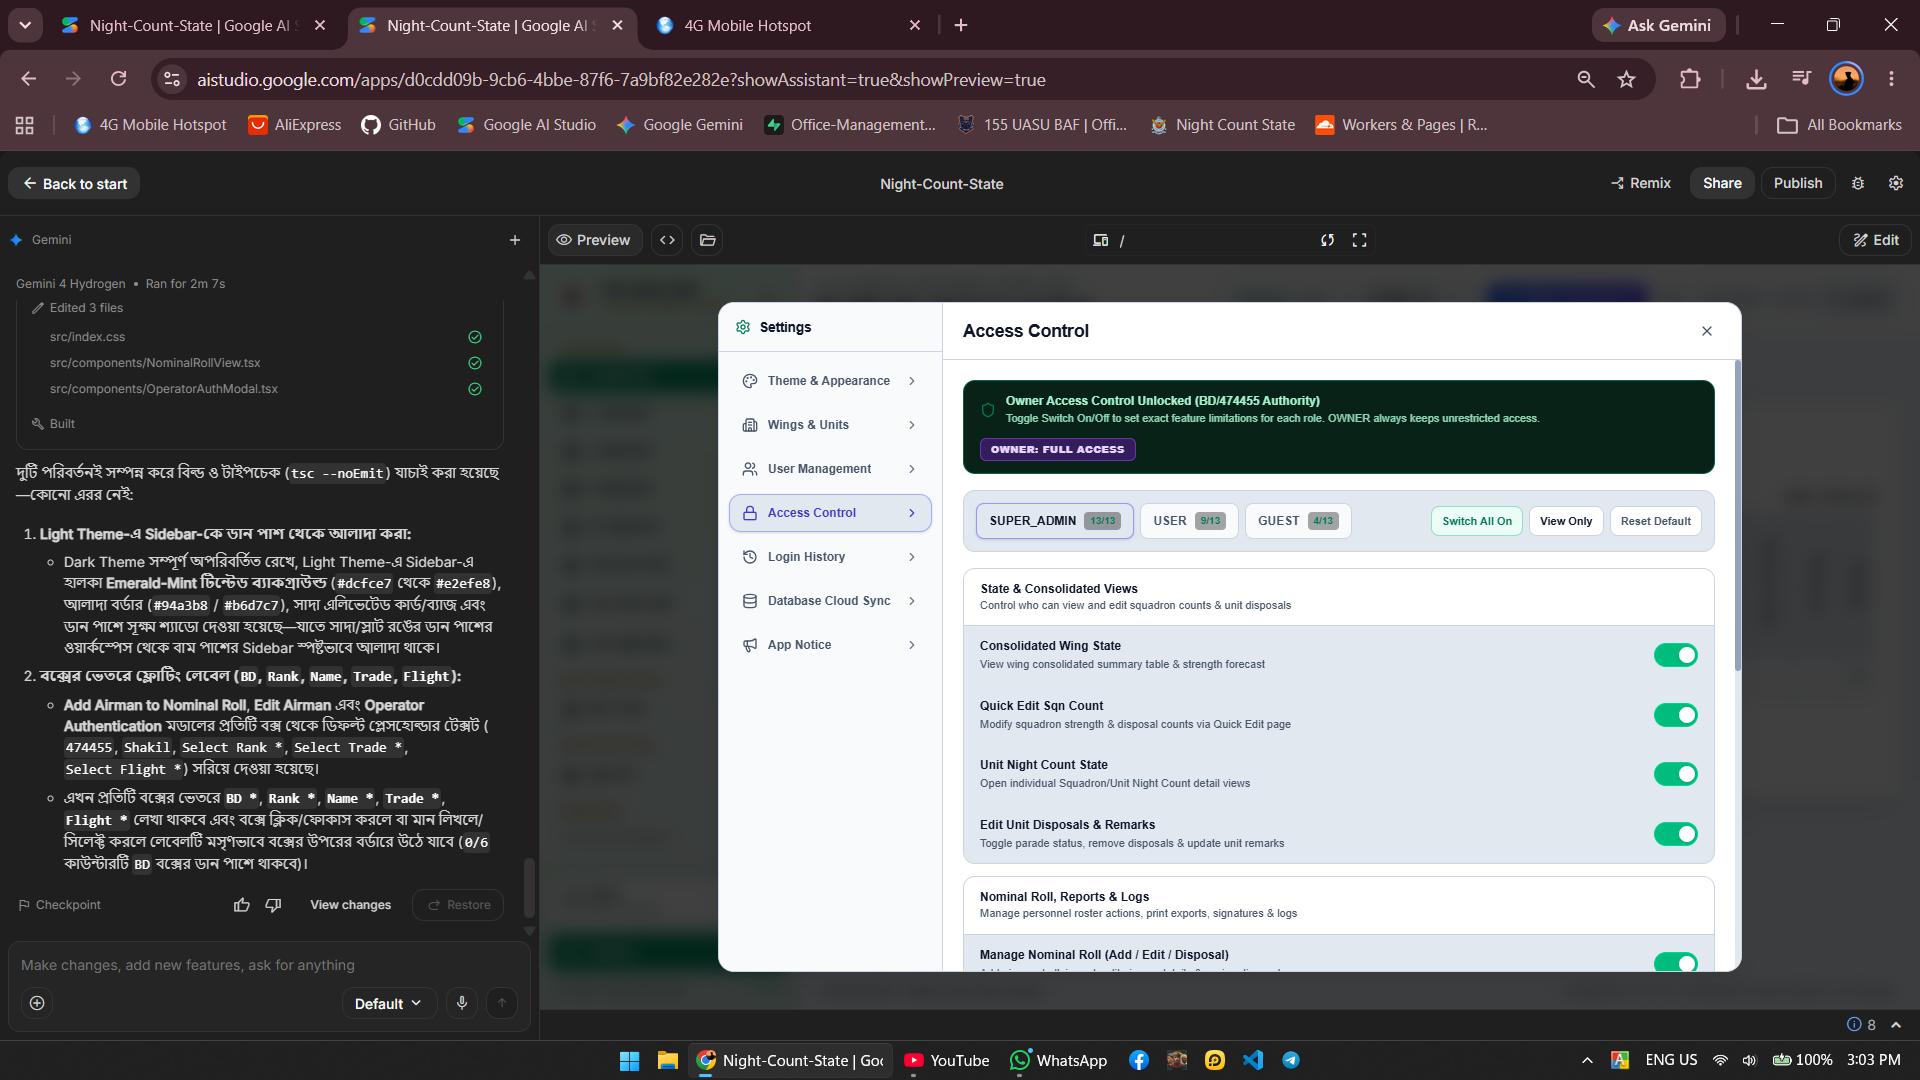 Night-Count-State | Google AI S
Night-Count-State | Google AI S
4G Mobile Hotspot
Ask Gemini
aistudio.google.com/apps/d0cdd09b-9cb6-4bbe-87f6-7a9bf82e282e?showAssistant=true&showPreview=true
4G Mobile Hotspot
AliExpress
GitHub
Google AI Studio
Google Gemini
Office-Management...
155 UASU BAF | Offi...
Night Count State
Workers & Pages | R...
All Bookmarks
Back to start
Night-Count-State
Remix
Share
Publish
Gemini
Preview
/
Edit
Gemini 4 Hydrogen • Ran for 2m 7s
Edited 3 files
src/index.css
src/components/NominalRollView.tsx
src/components/OperatorAuthModal.tsx
Built
দুটি পরিবর্তনই সম্পন্ন করে বিল্ড ও টাইপচেক (tsc --noEmit) যাচাই করা হয়েছে
—কোনো এরর নেই:
1. Light Theme-এ Sidebar-কে ডান পাশ থেকে আলাদা করা:
Dark Theme সম্পূর্ণ অপরিবর্তিত রেখে, Light Theme-এ Sidebar-এ
হালকা Emerald-Mint টিন্টেড ব্যাকগ্রাউন্ড (#dcfce7 থেকে #e2efe8),
আলাদা বর্ডার (#94a3b8 / #b6d7c7), সাদা এলিভেটেড কার্ড/ব্যাজ এবং
ডান পাশে সূক্ষ্ম শ্যাডো দেওয়া হয়েছে—যাতে সাদা/স্লাট রঙের ডান পাশের
ওয়ার্কস্পেস থেকে বাম পাশের Sidebar স্পষ্টভাবে আলাদা থাকে।
2. বক্সের ভেতরে ফ্লোটিং লেবেল (BD, Rank, Name, Trade, Flight):
Add Airman to Nominal Roll, Edit Airman এবং Operator
Authentication মডালের প্রতিটি বক্স থেকে ডিফল্ট প্লেসহোল্ডার টেক্সট (
474455, Shakil, Select Rank *, Select Trade *,
Select Flight *) সরিয়ে দেওয়া হয়েছে।
এখন প্রতিটি বক্সের ভেতরে BD *, Rank *, Name *, Trade *,
Flight * লেখা থাকবে এবং বক্সে ক্লিক/ফোকাস করলে বা মান লিখলে/
সিলেক্ট করলে লেবেলটি মসৃণভাবে বক্সের উপরের বর্ডারে উঠে যাবে (0/6
কাউন্টারটি BD বক্সের ডান পাশে থাকবে)।
Checkpoint
View changes
Restore
Make changes, add new features, ask for anything
Default
Settings
Theme & Appearance
Wings & Units
User Management
Access Control
Login History
Database Cloud Sync
App Notice
Access Control
Owner Access Control Unlocked (BD/474455 Authority)
Toggle Switch On/Off to set exact feature limitations for each role. OWNER always keeps unrestricted access.
OWNER: FULL ACCESS
SUPER_ADMIN 13/13
USER 9/13
GUEST 4/13
Switch All On
View Only
Reset Default
State & Consolidated Views
Control who can view and edit squadron counts & unit disposals
Consolidated Wing State
View wing consolidated summary table & strength forecast
Quick Edit Sqn Count
Modify squadron strength & disposal counts via Quick Edit page
Unit Night Count State
Open individual Squadron/Unit Night Count detail views
Edit Unit Disposals & Remarks
Toggle parade status, remove disposals & update unit remarks
Nominal Roll, Reports & Logs
Manage personnel roster actions, print exports, signatures & logs
Manage Nominal Roll (Add / Edit / Disposal)
8
Night-Count-State | Goo
YouTube
WhatsApp
ENG US
100%
3:03 PM